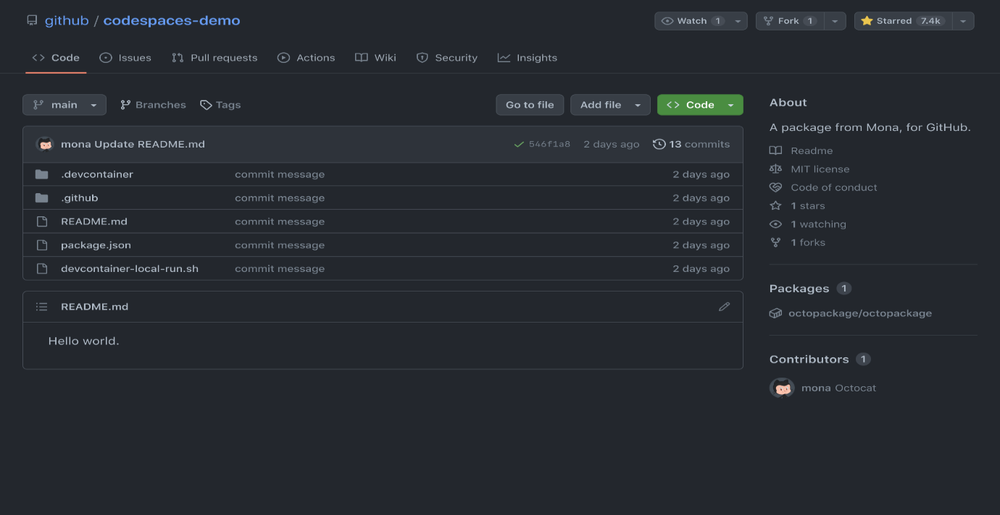 github / codespaces-demo
Watch 1
Fork 1
Starred 7.4k
Code Issues Pull requests Actions Wiki Security Insights
main Branches Tags Go to file Add file Code
mona Update README.md 546f1a8 2 days ago 13 commits
.devcontainer commit message 2 days ago
.github commit message 2 days ago
README.md commit message 2 days ago
package.json commit message 2 days ago
devcontainer-local-run.sh commit message 2 days ago
README.md
Hello world.
About
A package from Mona, for GitHub.
Readme
MIT license
Code of conduct
1 stars
1 watching
1 forks
Packages 1
octopackage/octopackage
Contributors 1
mona Octocat